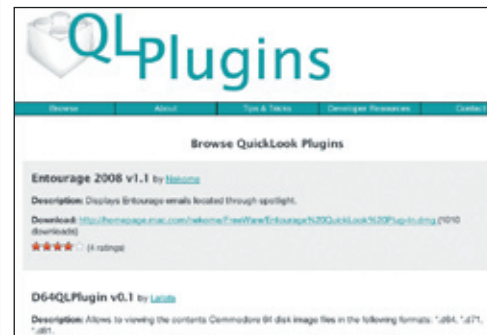 QLPlugins
Browse About Tips & Tricks Developer Resources Contact
Browse QuickLook Plugins
Entourage 2008 v1.1 by Nekome
Description: Displays Entourage emails located through spotlight.
Download: http://homepage.mac.com/nekome/FreeWare/Entourage%20QuickLook%20Plug-In.dmg (1010
downloads)
(4 ratings)
D64QLPlugin v0.1 by
Description: Allows to viewing the contents Commodore 64 disk image files in the following formats: *.d64, *.d71,
*.d81.